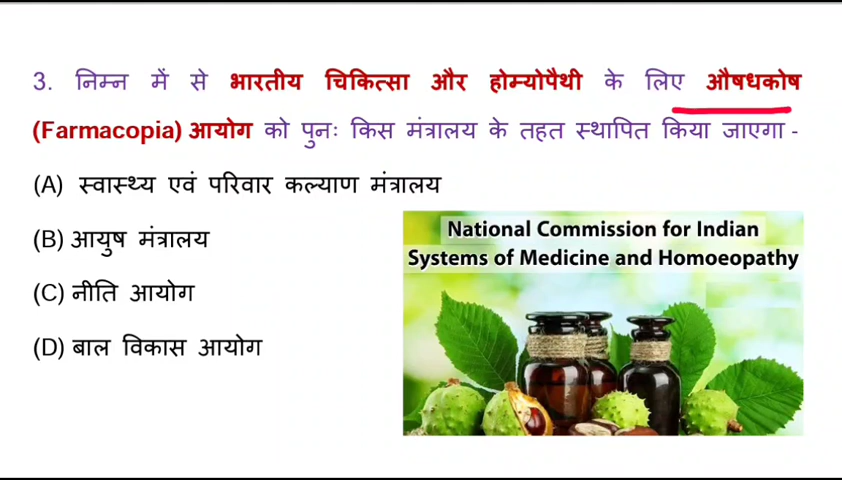 3. निम्न में से भारतीय चिकित्सा और होम्योपैथी के लिए औषधकोष
(Farmacopia) आयोग को पुनः किस मंत्रालय के तहत स्थापित किया जाएगा -
(A) स्वास्थ्य एवं परिवार कल्याण मंत्रालय
(B) आयुष मंत्रालय
(C) नीति आयोग
(D) बाल विकास आयोग
National Commission for Indian
Systems of Medicine and Homoeopathy